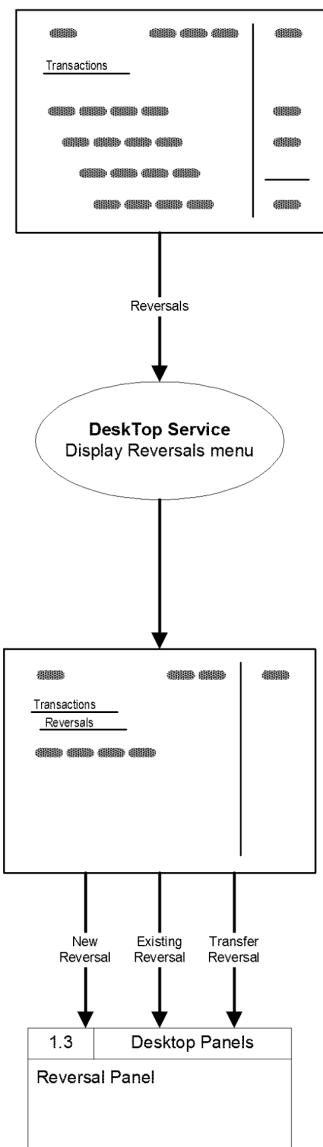 Transactions
Reversals
DeskTop Service
Display Reversals menu
Transactions
Reversals
New
Reversal
Existing
Reversal
Transfer
Reversal
1.3
Desktop Panels
Reversal Panel